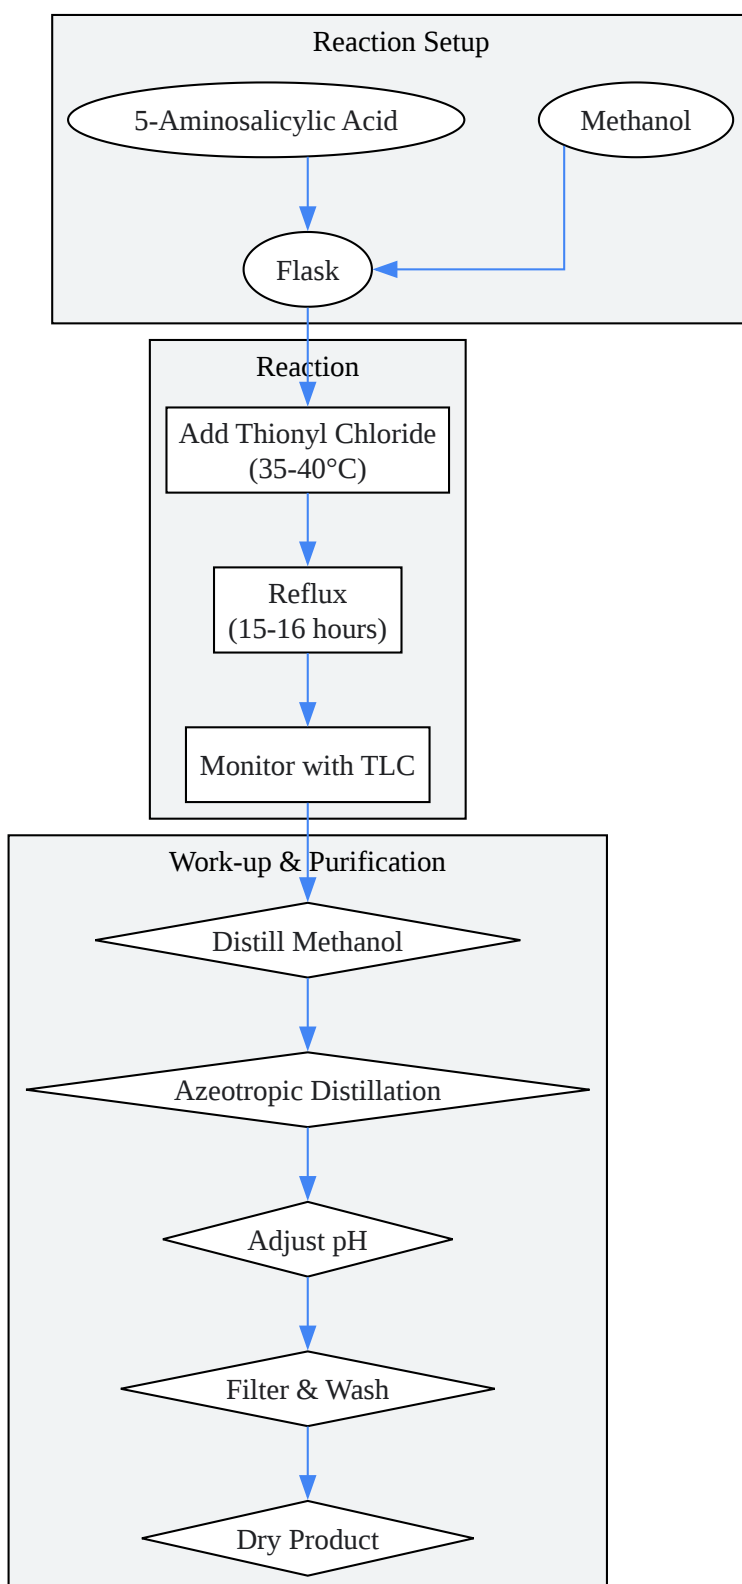 Reaction Setup
5-Aminosalicylic Acid
Methanol
Flask
Reaction
Add Thionyl Chloride
(35-40°C)
Reflux
(15-16 hours)
Monitor with TLC
Work-up & Purification
Distill Methanol
Azeotropic Distillation
Adjust pH
Filter & Wash
Dry Product